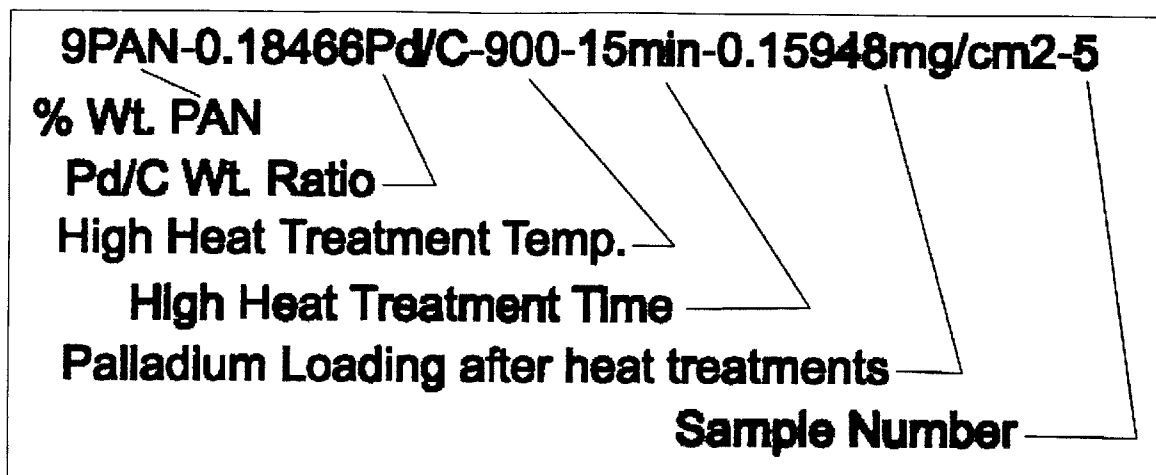 9PAN-0.18466Pd/C-900-15min-0.15948mg/cm2-5
% Wt. PAN
Pd/C Wt. Ratio
High Heat Treatment Temp.
High Heat Treatment Time
Palladium Loading after heat treatments
Sample Number